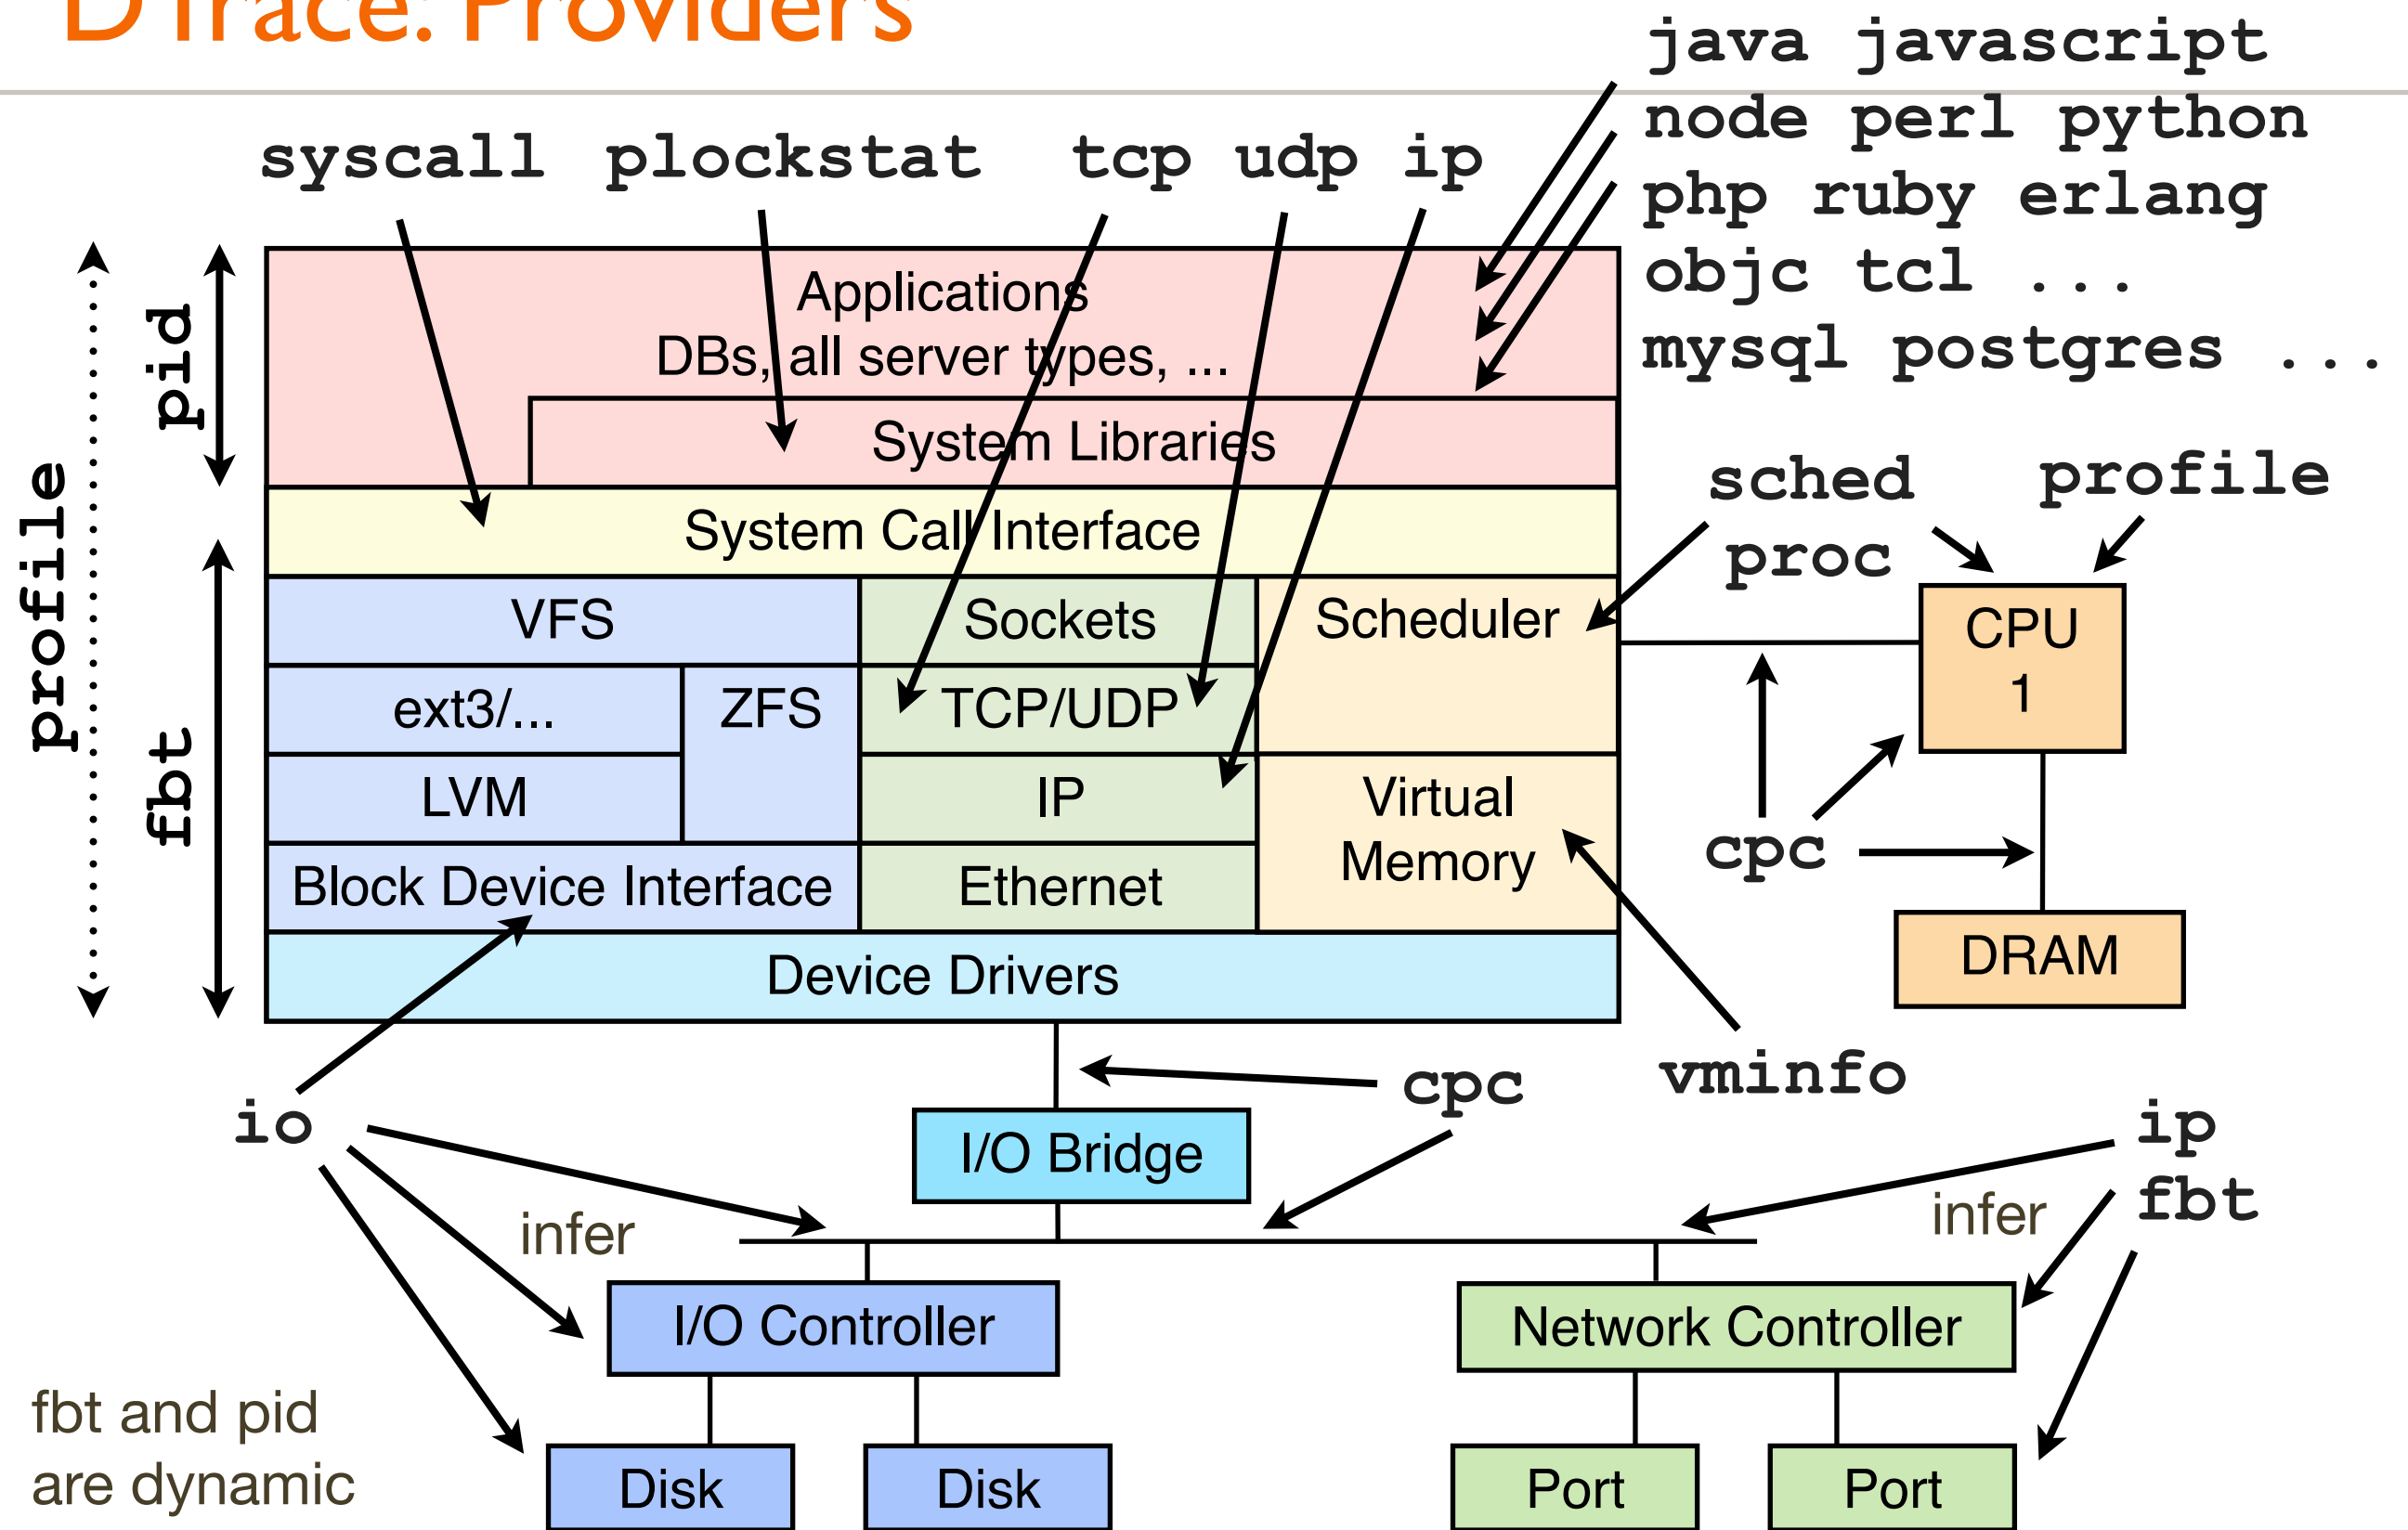 DTrace: Providers
java javascript
node perl python
php ruby erlang
objc tcl ...
mysql postgres ...
syscall plockstat tcp udp ip
profile
pid
fbt
Applications
DBs, all server types, ...
System Libraries
System Call Interface
VFS
Sockets
Scheduler
ext3/...
ZFS
TCP/UDP
LVM
IP
Virtual
Memory
Block Device Interface
Ethernet
Device Drivers
sched
proc
profile
CPU
1
cpc
DRAM
vminfo
cpc
io
I/O Bridge
infer
ip
fbt
infer
I/O Controller
Network Controller
Disk
Disk
Port
Port
fbt and pid
are dynamic